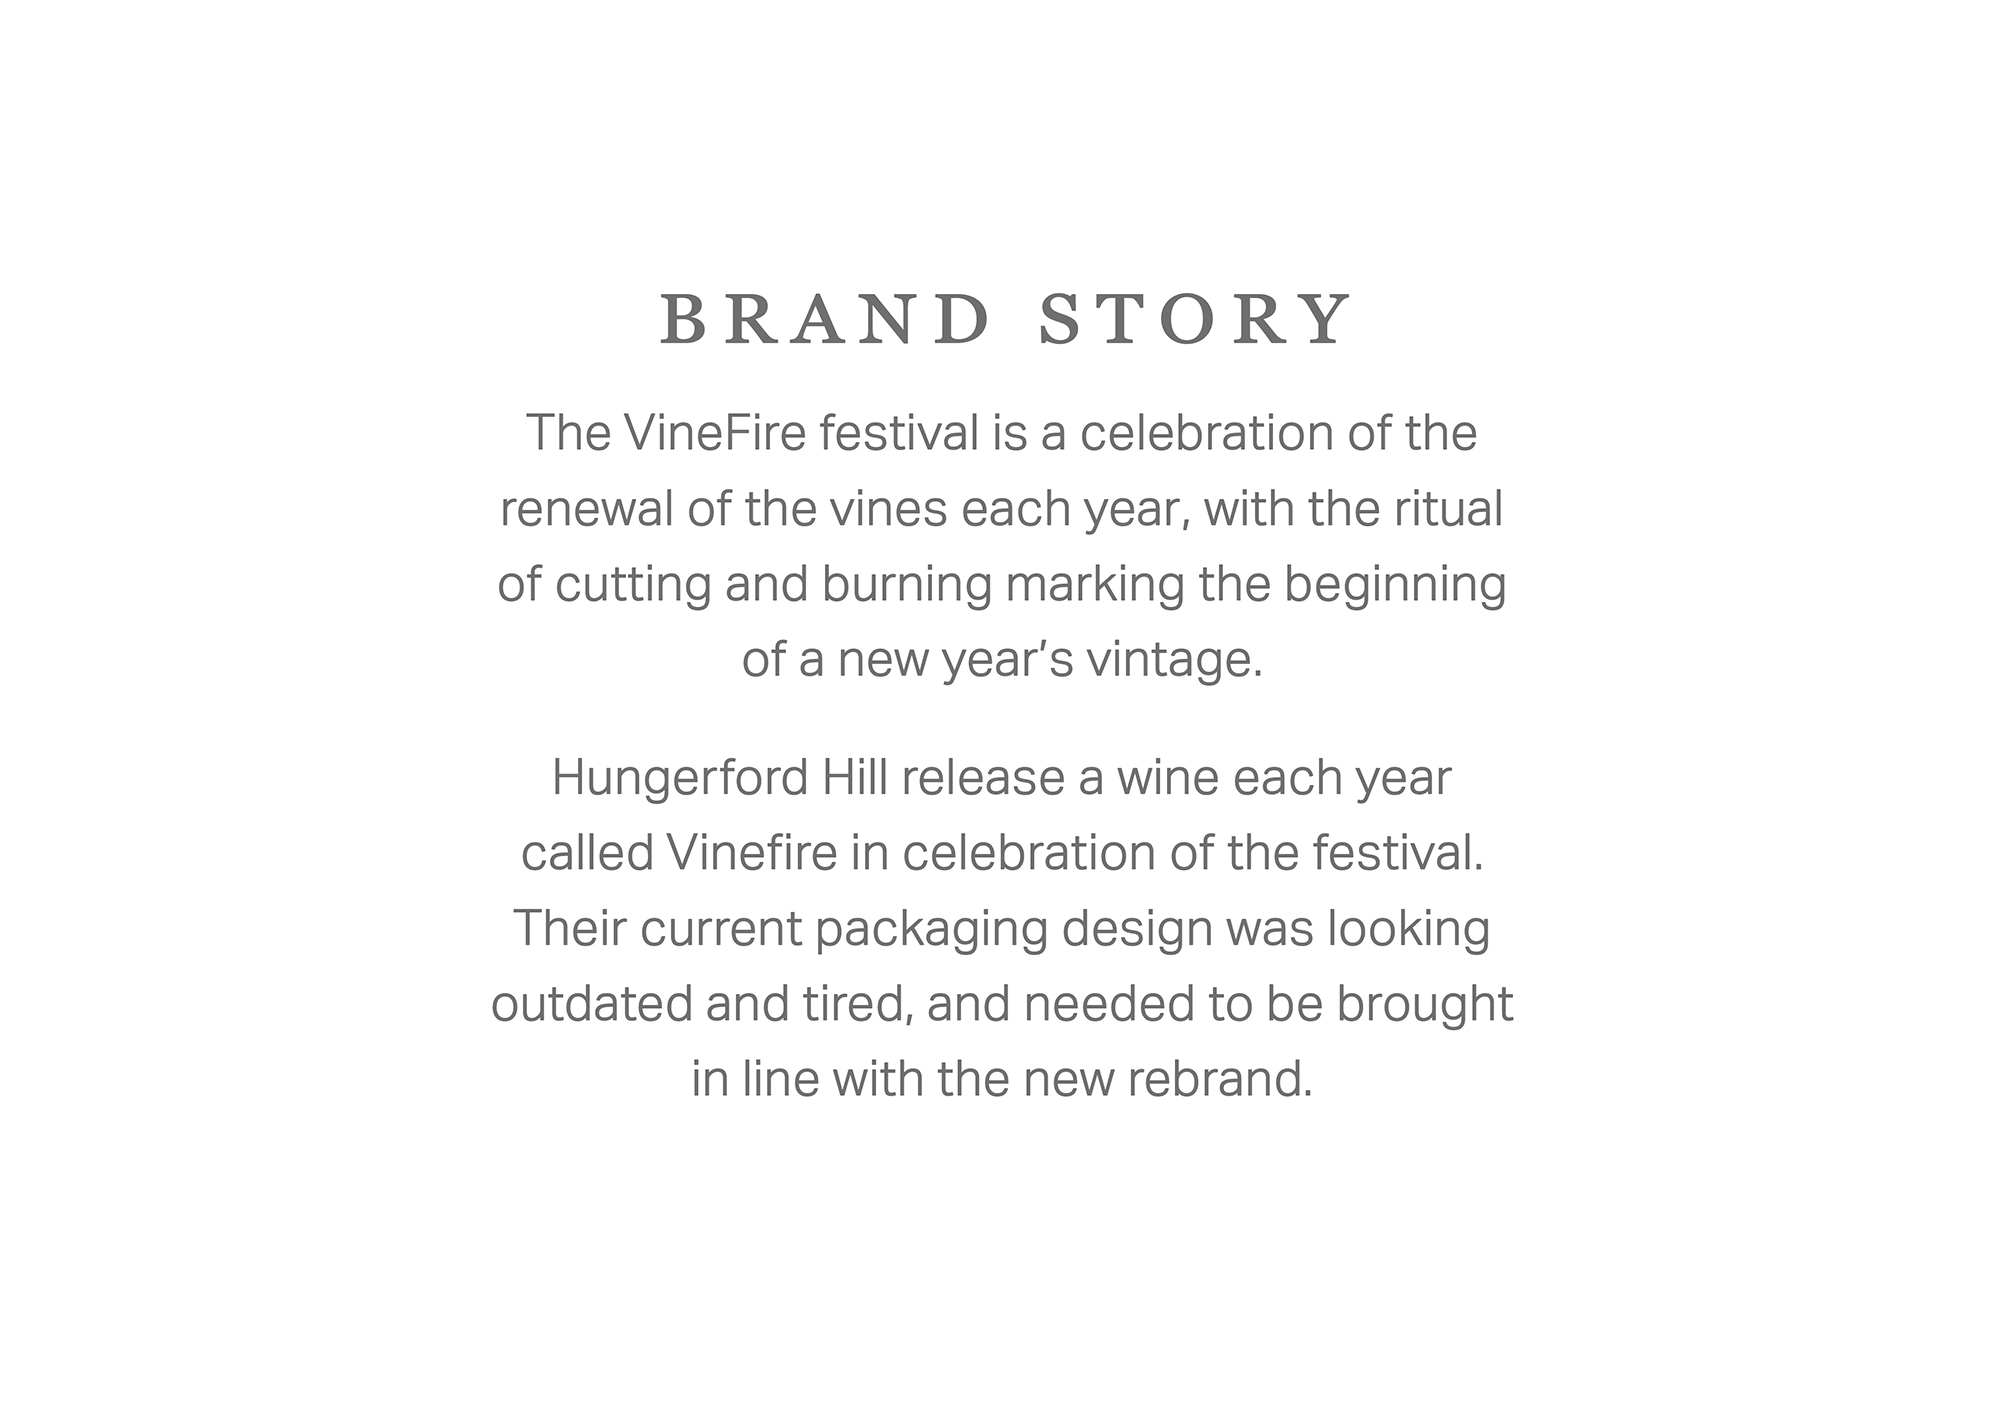 BRAND STORY
The VineFire festival is a celebration of the
renewal of the vines each year, with the ritual
of cutting and burning marking the beginning
of a new year’s vintage.
Hungerford Hill release a wine each year
called Vinefire in celebration of the festival.
Their current packaging design was looking
outdated and tired, and needed to be brought
in line with the new rebrand.